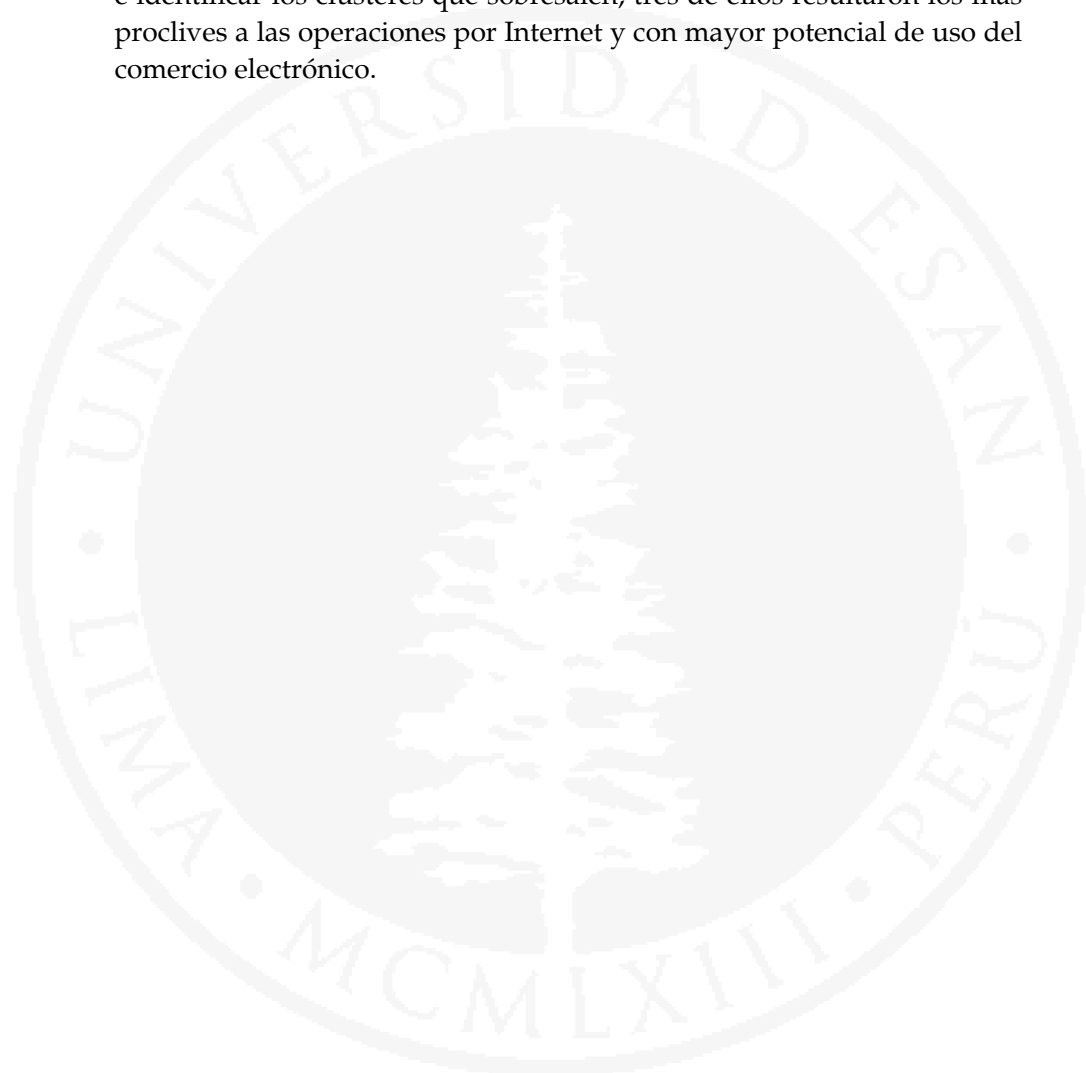 e identificar los clústeres que sobresalen; tres de ellos resultaron los más
proclives a las operaciones por Internet y con mayor potencial de uso del
comercio electrónico.
UNIVERSIDAD ESAN
• LIMA • MCMLXIII • PERÚ •